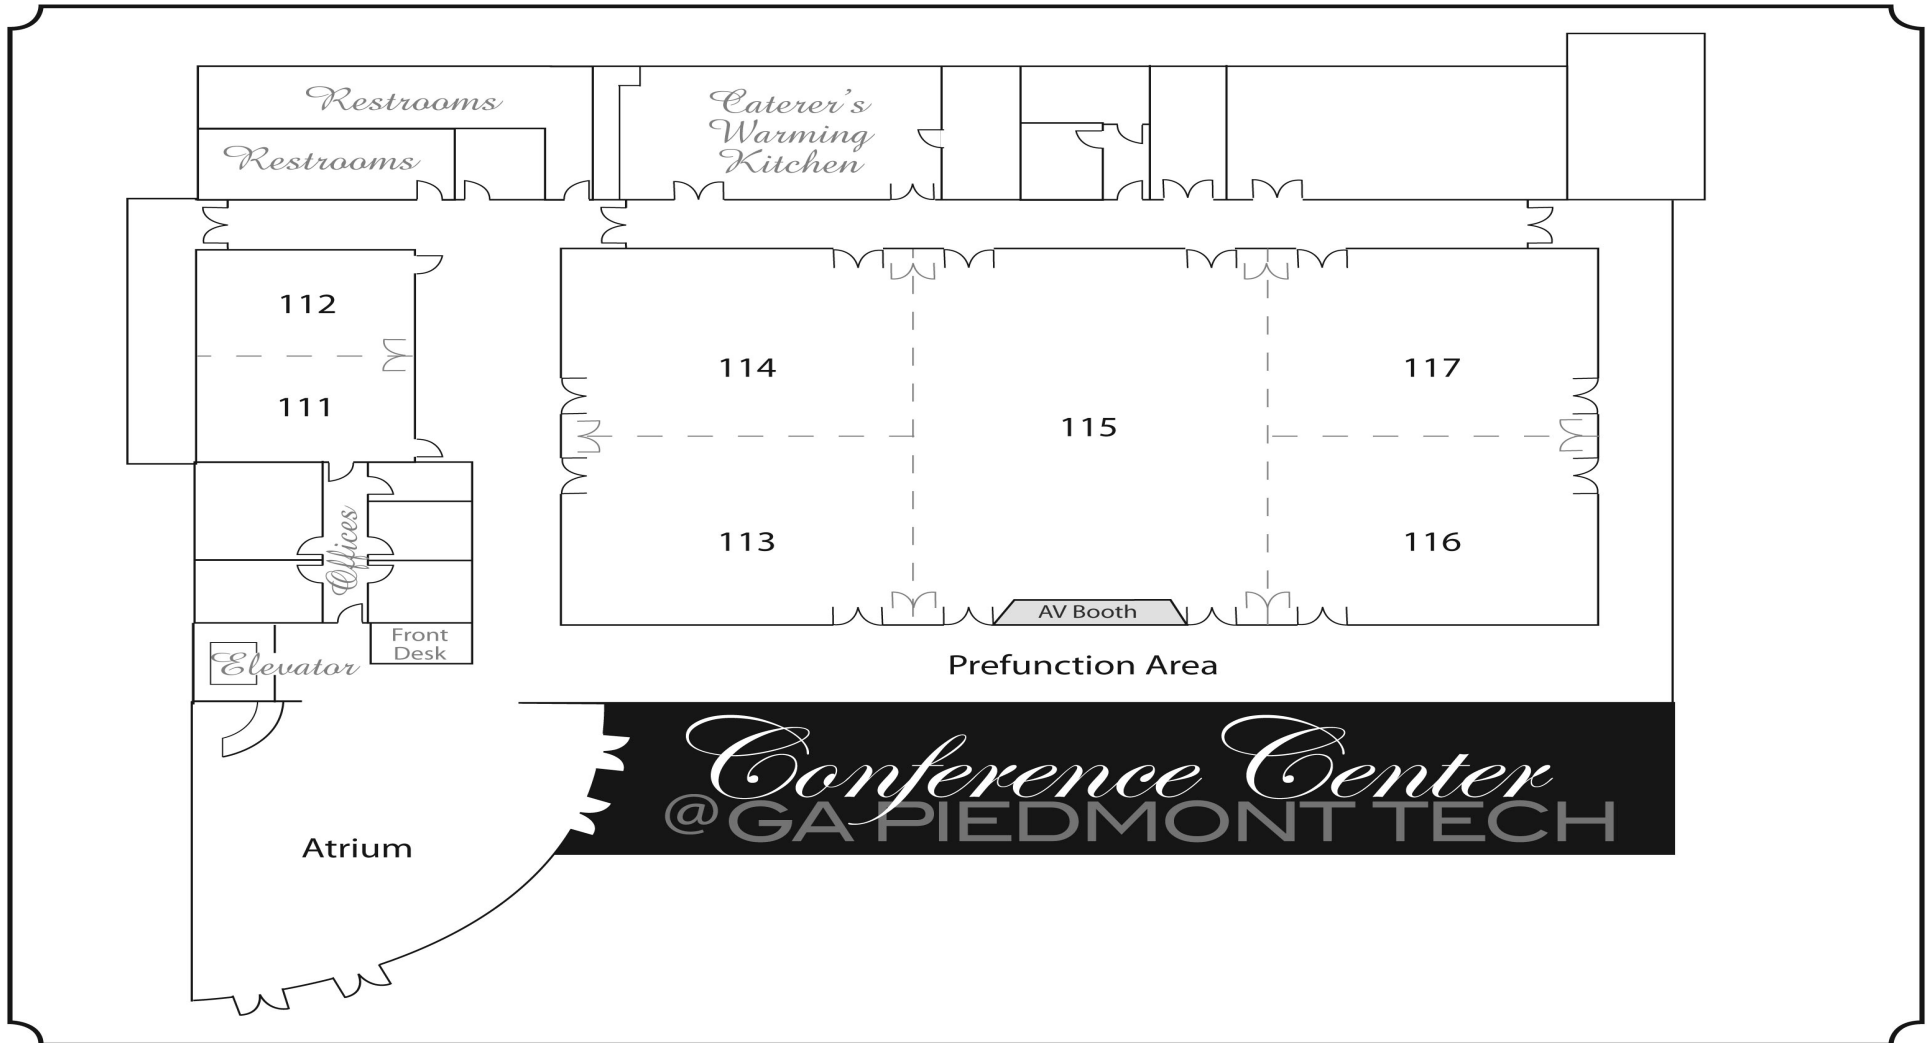 Restrooms
Restrooms
Caterer's
Warming
Kitchen
112
111
114
113
115
117
116
Offices
AV Booth
Front
Desk
Elevator
Prefunction Area
Conference Center
@GA PIEDMONT TECH
Atrium